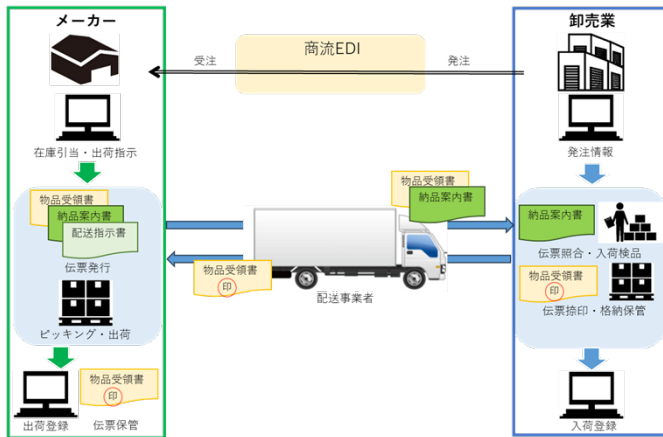 メーカー
商流EDI
受注
発注
卸売業
在庫引当・出荷指示
発注情報
物品受領書
納品案内書
配送指示書
伝票発行
ピッキング・出荷
物品受領書
印
出荷登録
伝票保管
物品受領書
納品案内書
物品受領書
印
配送事業者
納品案内書
伝票照合・入荷検品
物品受領書
印
伝票捺印・格納保管
入荷登録